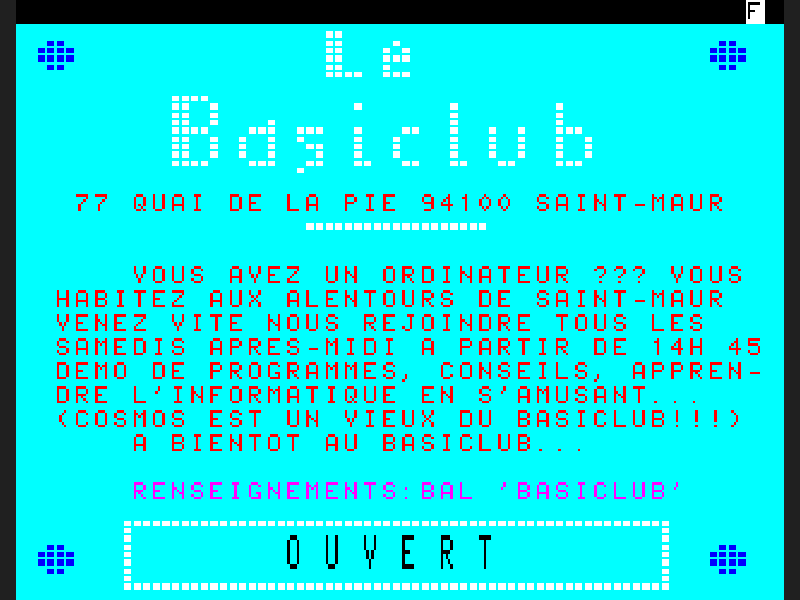 F
Le
Basiclub
77 QUAI DE LA PIE 94100 SAINT-MAUR
VOUS AVEZ UN ORDINATEUR ??? VOUS
HABITEZ AUX ALENTOURS DE SAINT-MAUR
VENEZ VITE NOUS REJOINDRE TOUS LES
SAMEDIS APRES-MIDI A PARTIR DE 14H 45
DEMO DE PROGRAMMES, CONSEILS, APPREN-
DRE L'INFORMATIQUE EN S'AMUSANT...
(COSMOS EST UN VIEUX DU BASICLUB!!!)
A BIENTOT AU BASICLUB...
RENSEIGNEMENTS:BAL 'BASICLUB'
OUVERT